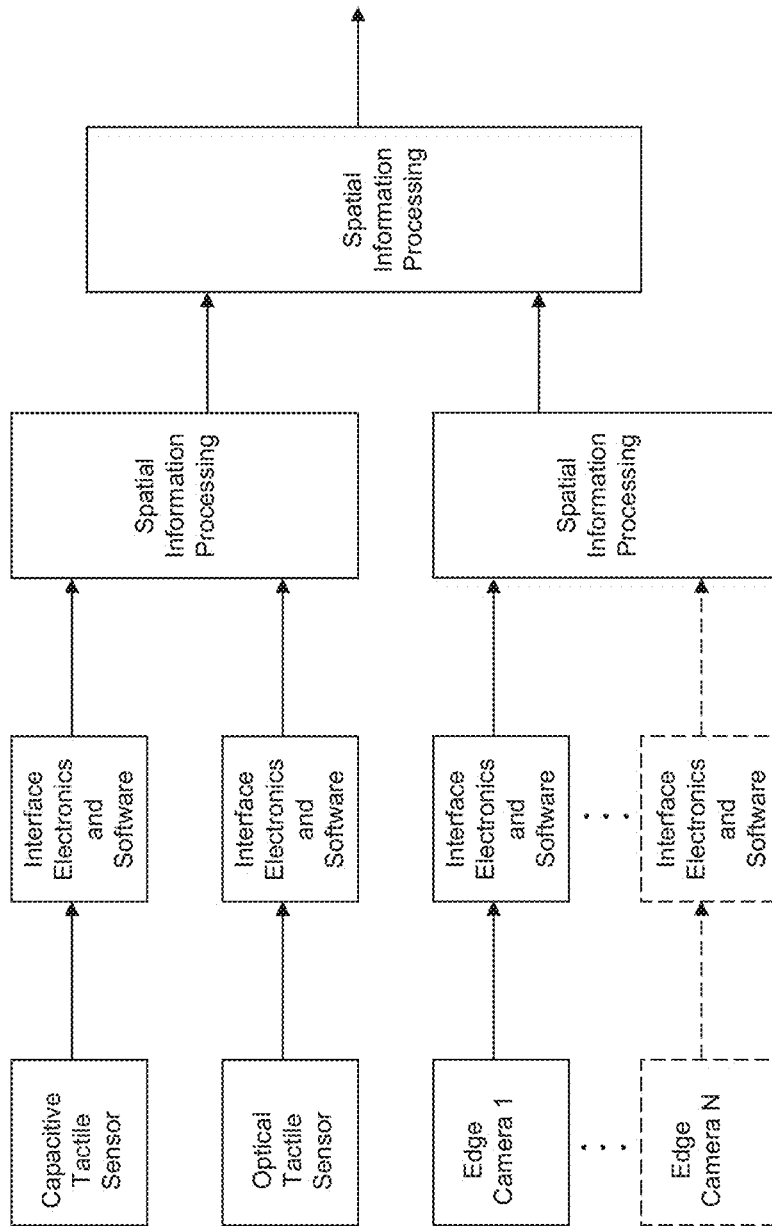 Capacitive
Tactile
Sensor
Interface
Electronics
and
Software
Optical
Tactile
Sensor
Interface
Electronics
and
Software
Spatial
Information
Processing
Edge
Camera 1
Interface
Electronics
and
Software
Edge
Camera N
Interface
Electronics
and
Software
Spatial
Information
Processing
Spatial
Information
Processing